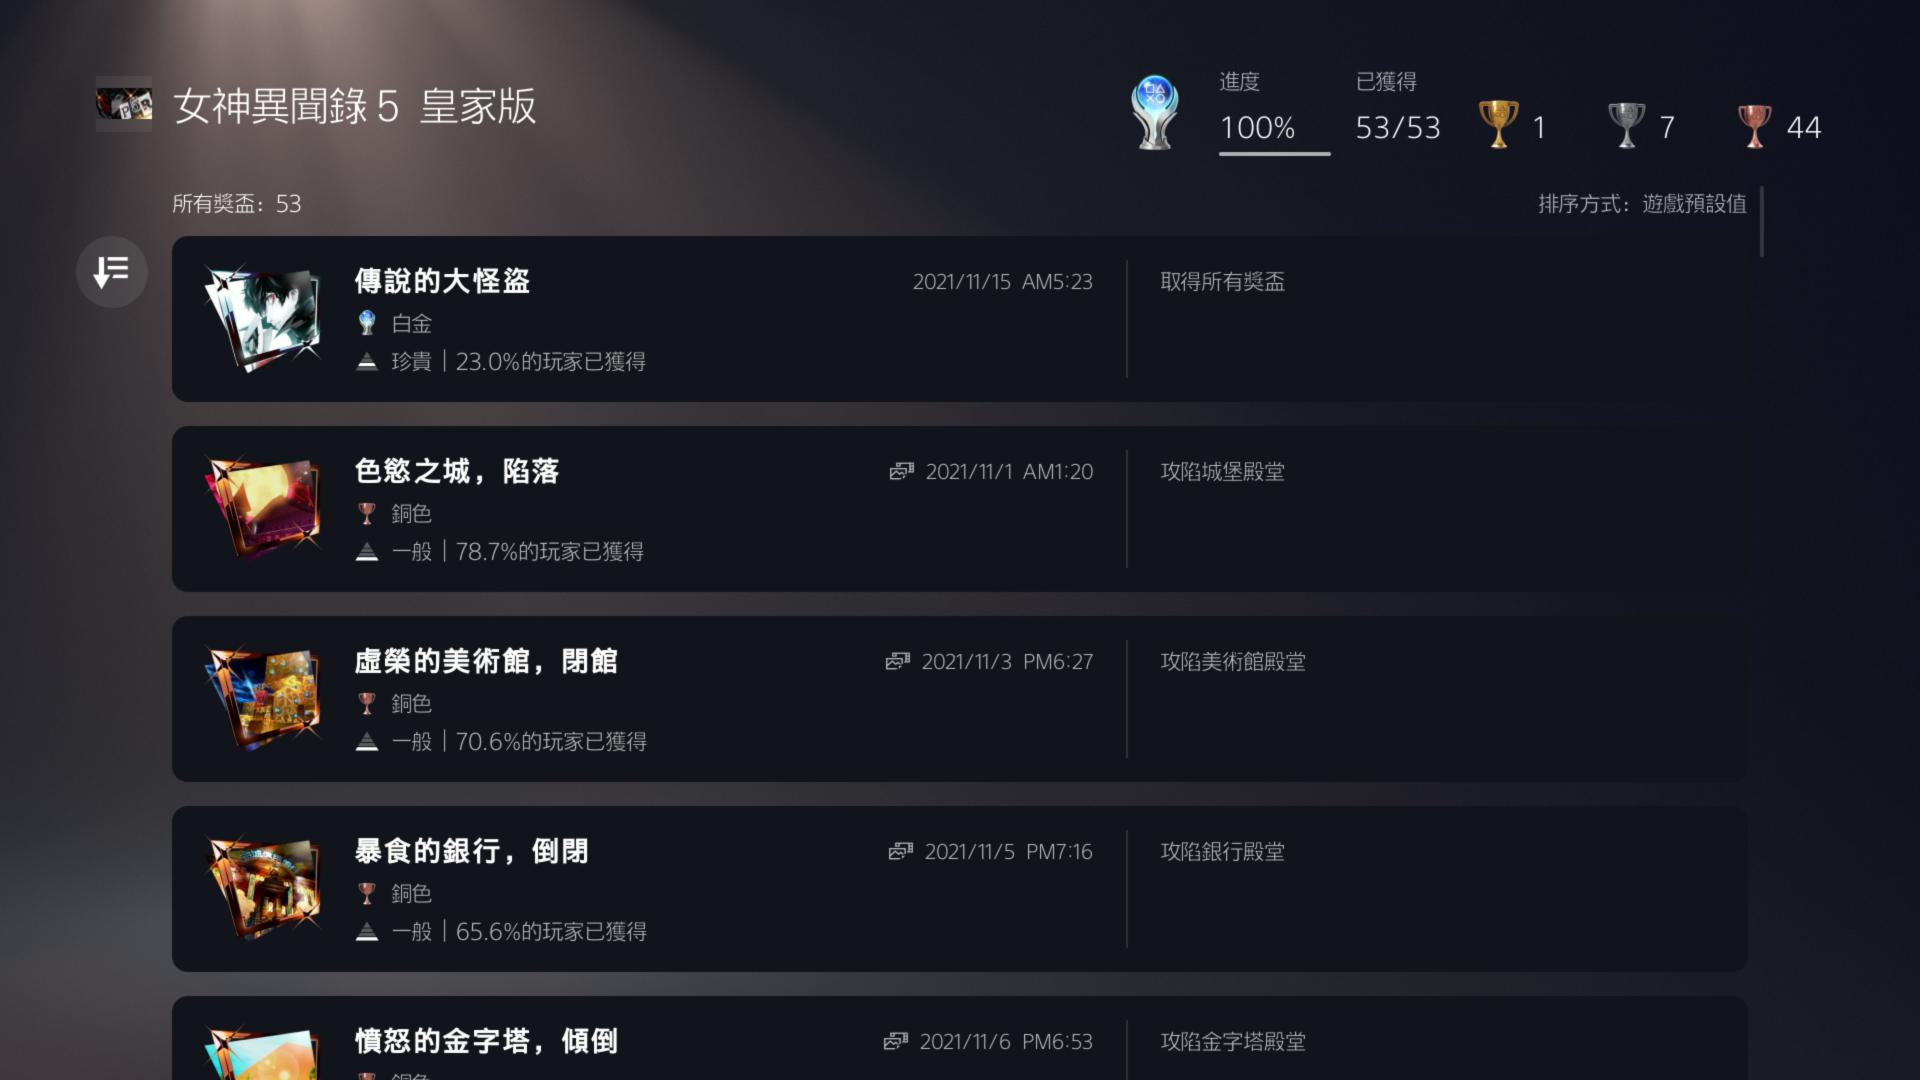 女神異聞錄 5 皇家版
進度
100%
已獲得
53/53
1
7
44
所有獎盃：53
排序方式：遊戲預設值
傳說的大怪盜
2021/11/15 AM5:23
取得所有獎盃
白金
珍貴 | 23.0%的玩家已獲得
色慾之城，陷落
2021/11/1 AM1:20
攻陷城堡殿堂
銅色
一般 | 78.7%的玩家已獲得
虛榮的美術館，閉館
2021/11/3 PM6:27
攻陷美術館殿堂
銅色
一般 | 70.6%的玩家已獲得
暴食的銀行，倒閉
2021/11/5 PM7:16
攻陷銀行殿堂
銅色
一般 | 65.6%的玩家已獲得
憤怒的金字塔，傾倒
2021/11/6 PM6:53
攻陷金字塔殿堂
銅色